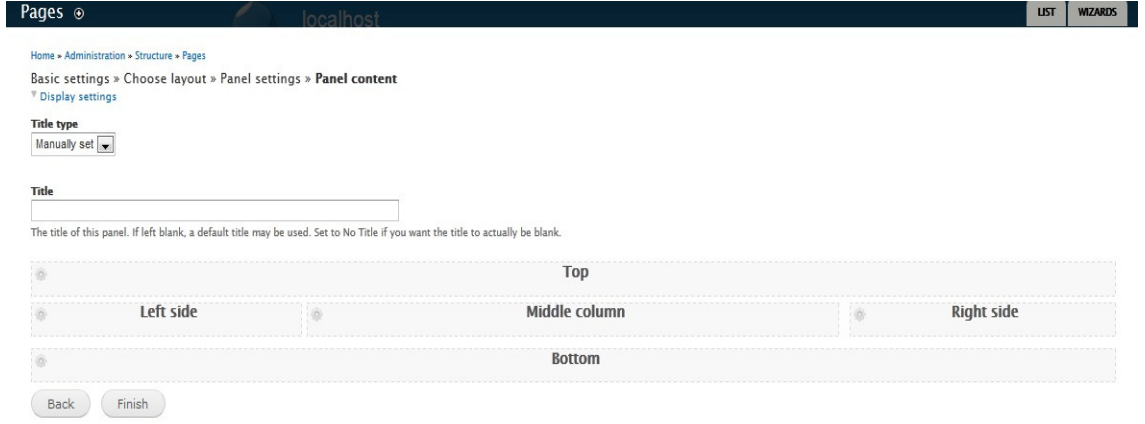 Pages
localhost
LIST WIZARDS
Home » Administration » Structure » Pages
Basic settings » Choose layout » Panel settings » Panel content
Display settings
Title type
Manually set
Title
The title of this panel. If left blank, a default title may be used. Set to No Title if you want the title to actually be blank.
Top
Left side Middle column Right side
Bottom
Back Finish